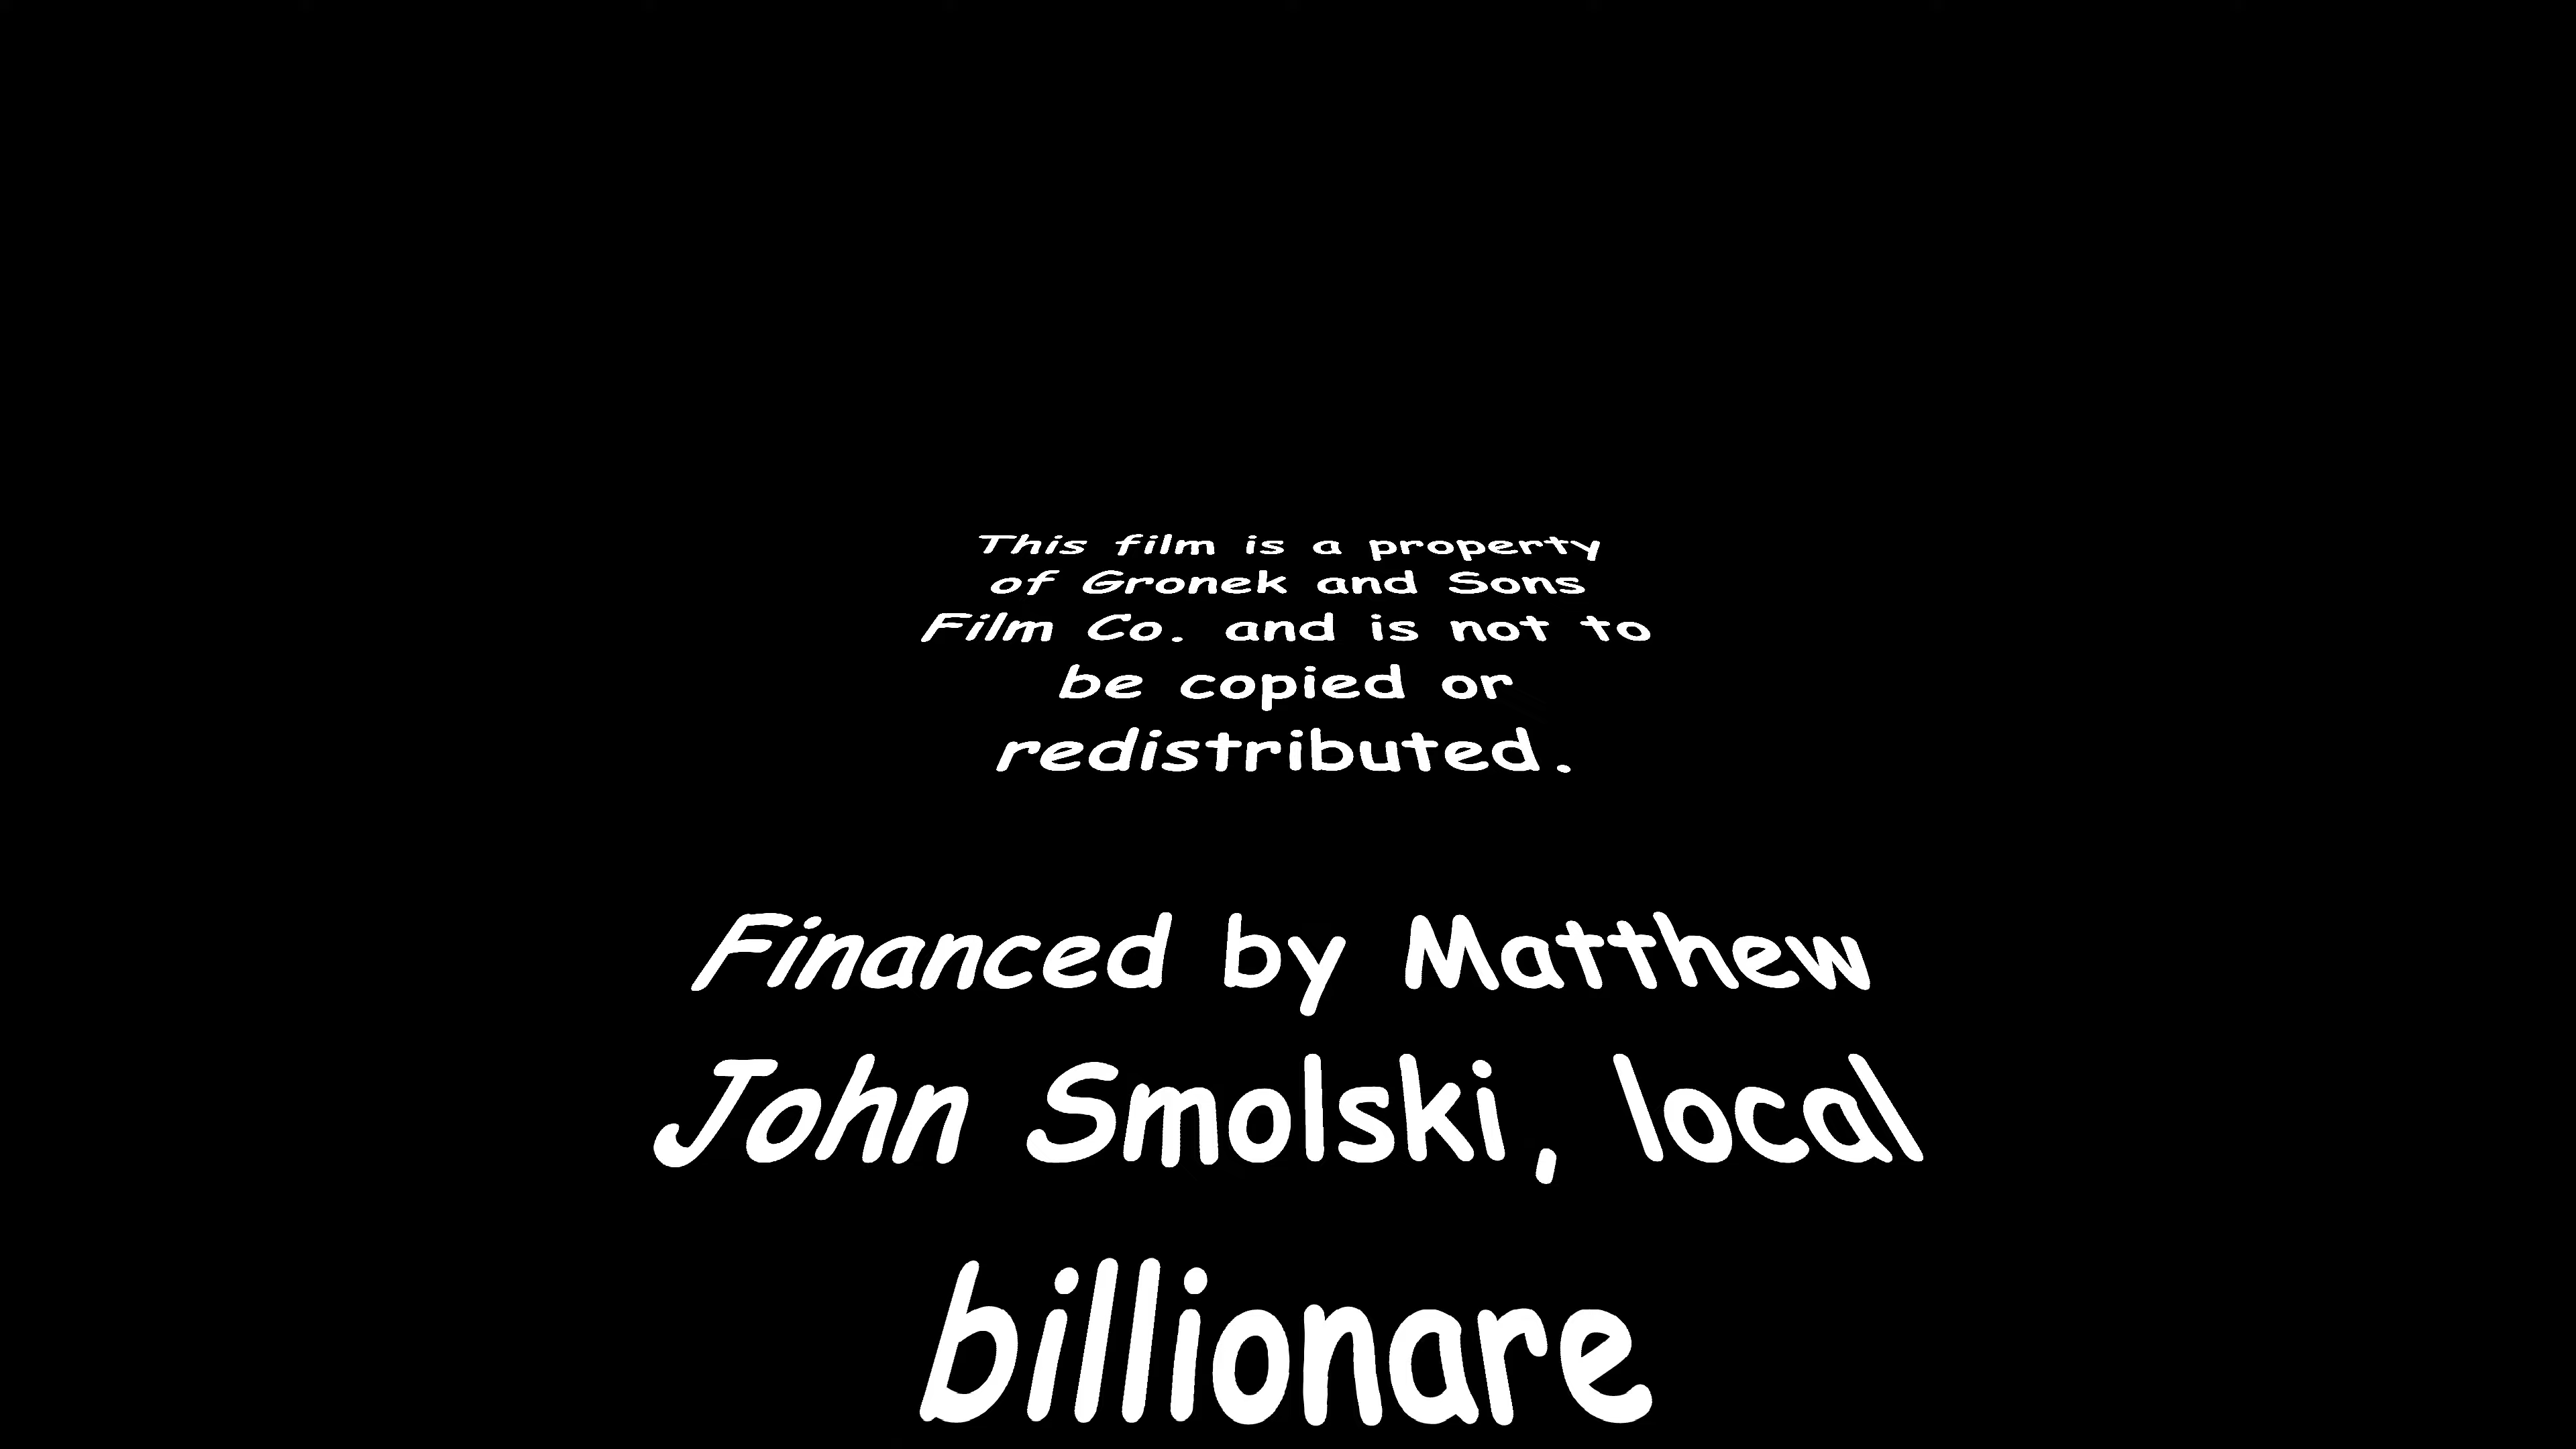 This film is a property
of Gronek and Sons
Film Co. and is not to
be copied or
redistributed.
Financed by Matthew
John Smolski, local
billionare